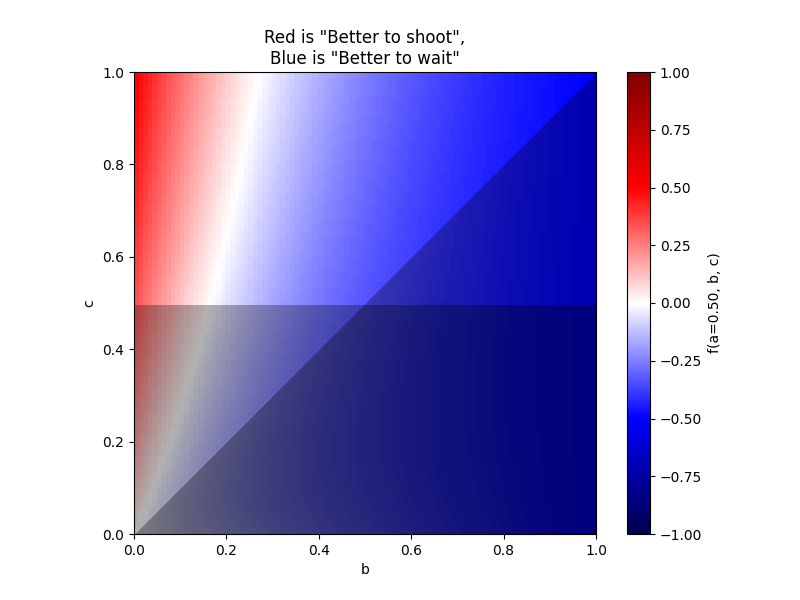 Red is "Better to shoot",
Blue is "Better to wait"
1.0
0.8
0.6
0.4
0.2
0.0
c
0.0 0.2 0.4 0.6 0.8 1.0
b
1.00
0.75
0.50
0.25
0.00
−0.25
−0.50
−0.75
−1.00
f(a=0.50, b, c)